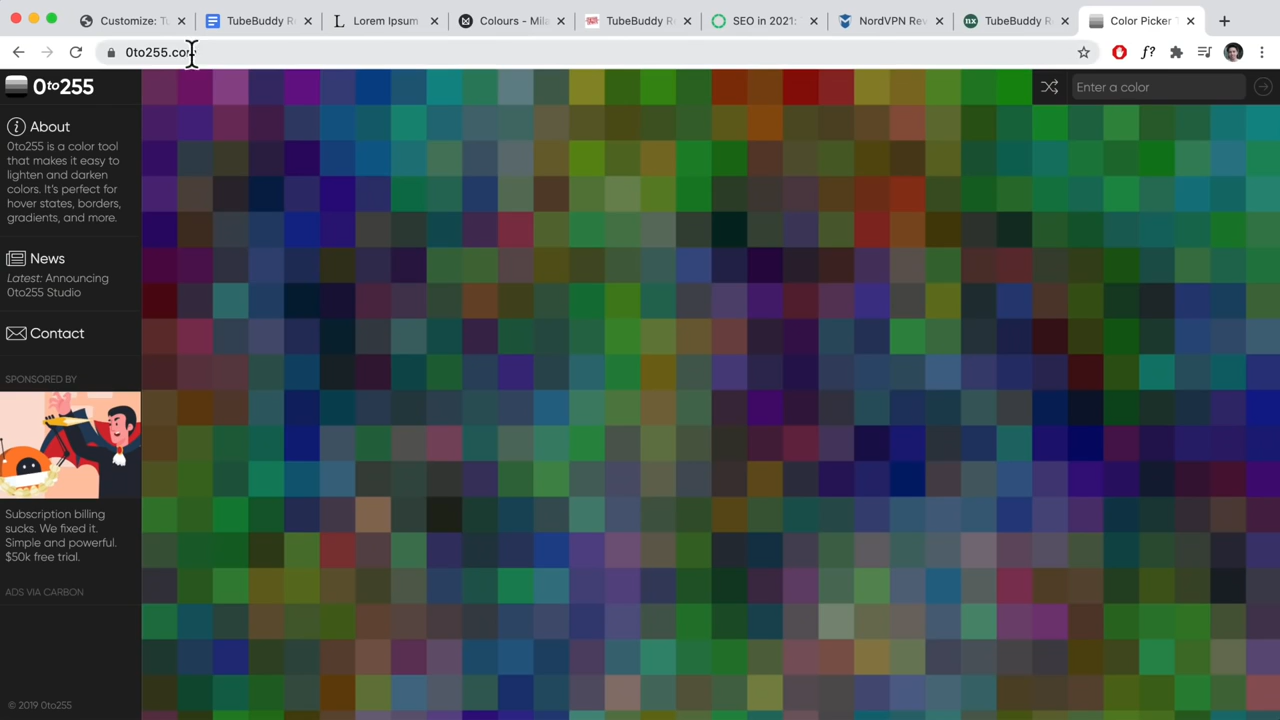 Customize: T
TubeBuddy R
Lorem Ipsum
Colours - Mila
TubeBuddy R
SEO in 2021:
NordVPN Rev
TubeBuddy R
Color Picker T
0to255.com
f?
0to255
Enter a color
About
0to255 is a color tool
that makes it easy to
lighten and darken
colors. It's perfect for
hover states, borders,
gradients, and more.
News
Latest: Announcing
0to255 Studio
Contact
SPONSORED BY
Subscription billing
sucks. We fixed it.
Simple and powerful.
$50k free trial.
ADS VIA CARBON
© 2019 0to255